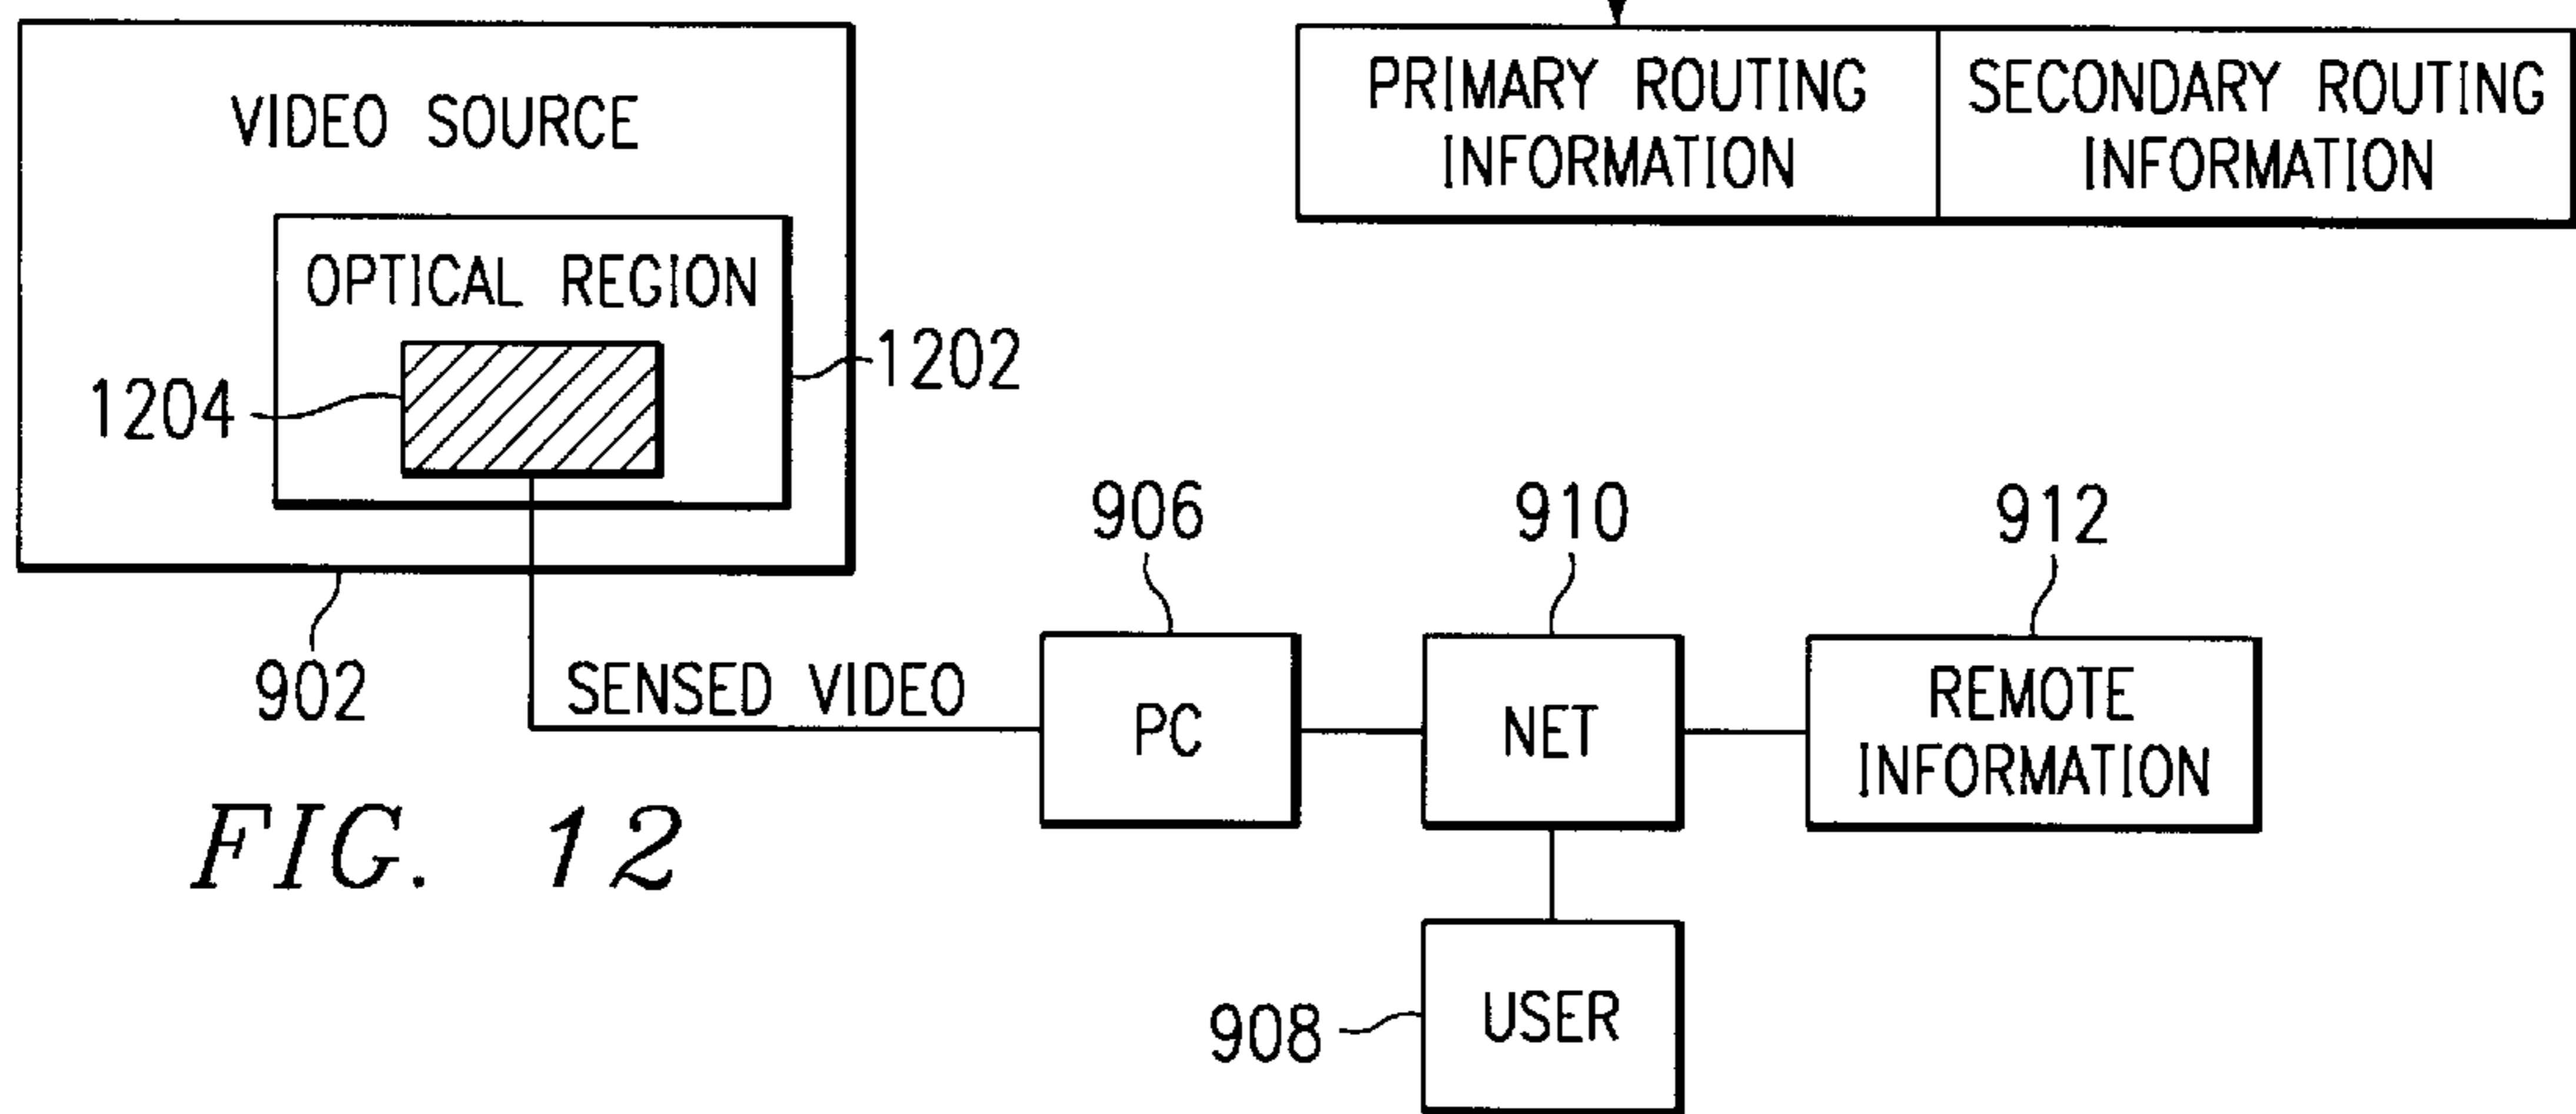 VIDEO SOURCE
OPTICAL REGION
1204
1202
902
SENSED VIDEO
PRIMARY ROUTING
INFORMATION
SECONDARY ROUTING
INFORMATION
906
PC
910
NET
912
REMOTE
INFORMATION
908
USER
FIG. 12